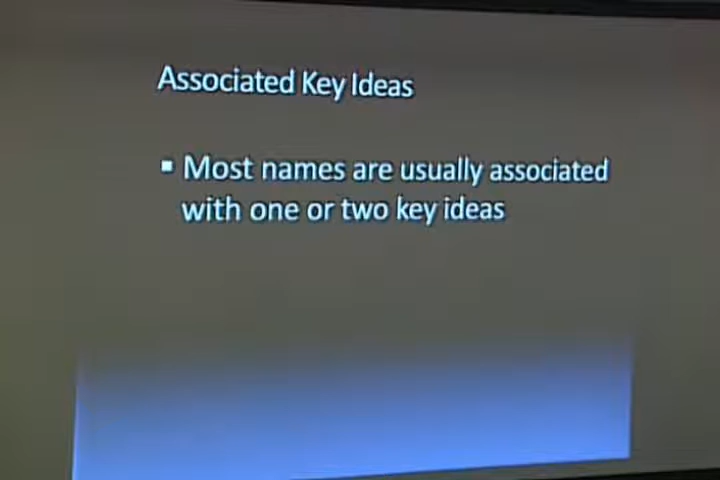 Associated Key Ideas
▪ Most names are usually associated
with one or two key ideas